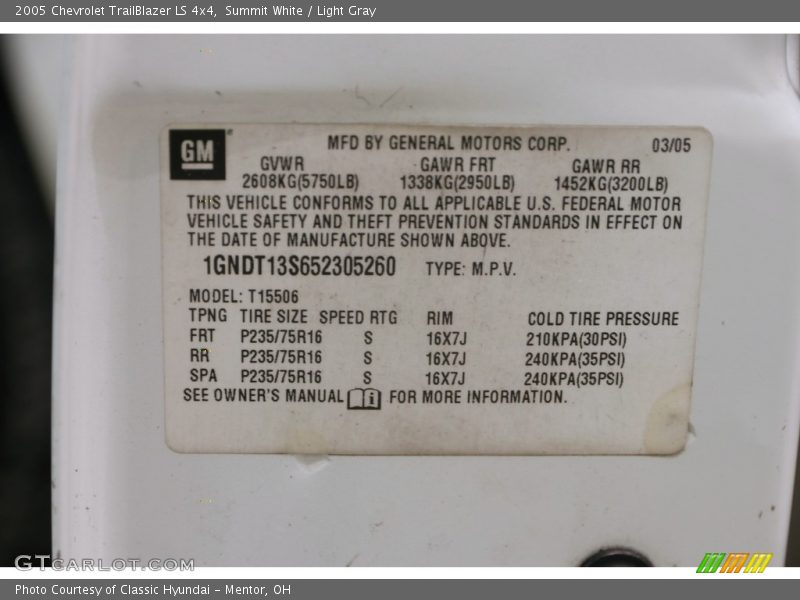 2005 Chevrolet TrailBlazer LS 4x4, Summit White / Light Gray
GM
MFD BY GENERAL MOTORS CORP. 03/05
GVWR GAWR FRT GAWR RR
2608KG(5750LB) 1338KG(2950LB) 1452KG(3200LB)
THIS VEHICLE CONFORMS TO ALL APPLICABLE U.S. FEDERAL MOTOR
VEHICLE SAFETY AND THEFT PREVENTION STANDARDS IN EFFECT ON
THE DATE OF MANUFACTURE SHOWN ABOVE.
1GNDT13S652305260 TYPE: M.P.V.
MODEL: T15506
TPNG TIRE SIZE SPEED RTG RIM COLD TIRE PRESSURE
FRT P235/75R16 S 16X7J 210KPA(30PSI)
RR P235/75R16 S 16X7J 240KPA(35PSI)
SPA P235/75R16 S 16X7J 240KPA(35PSI)
SEE OWNER'S MANUAL i FOR MORE INFORMATION.
GTCARLOT.COM
Photo Courtesy of Classic Hyundai - Mentor, OH